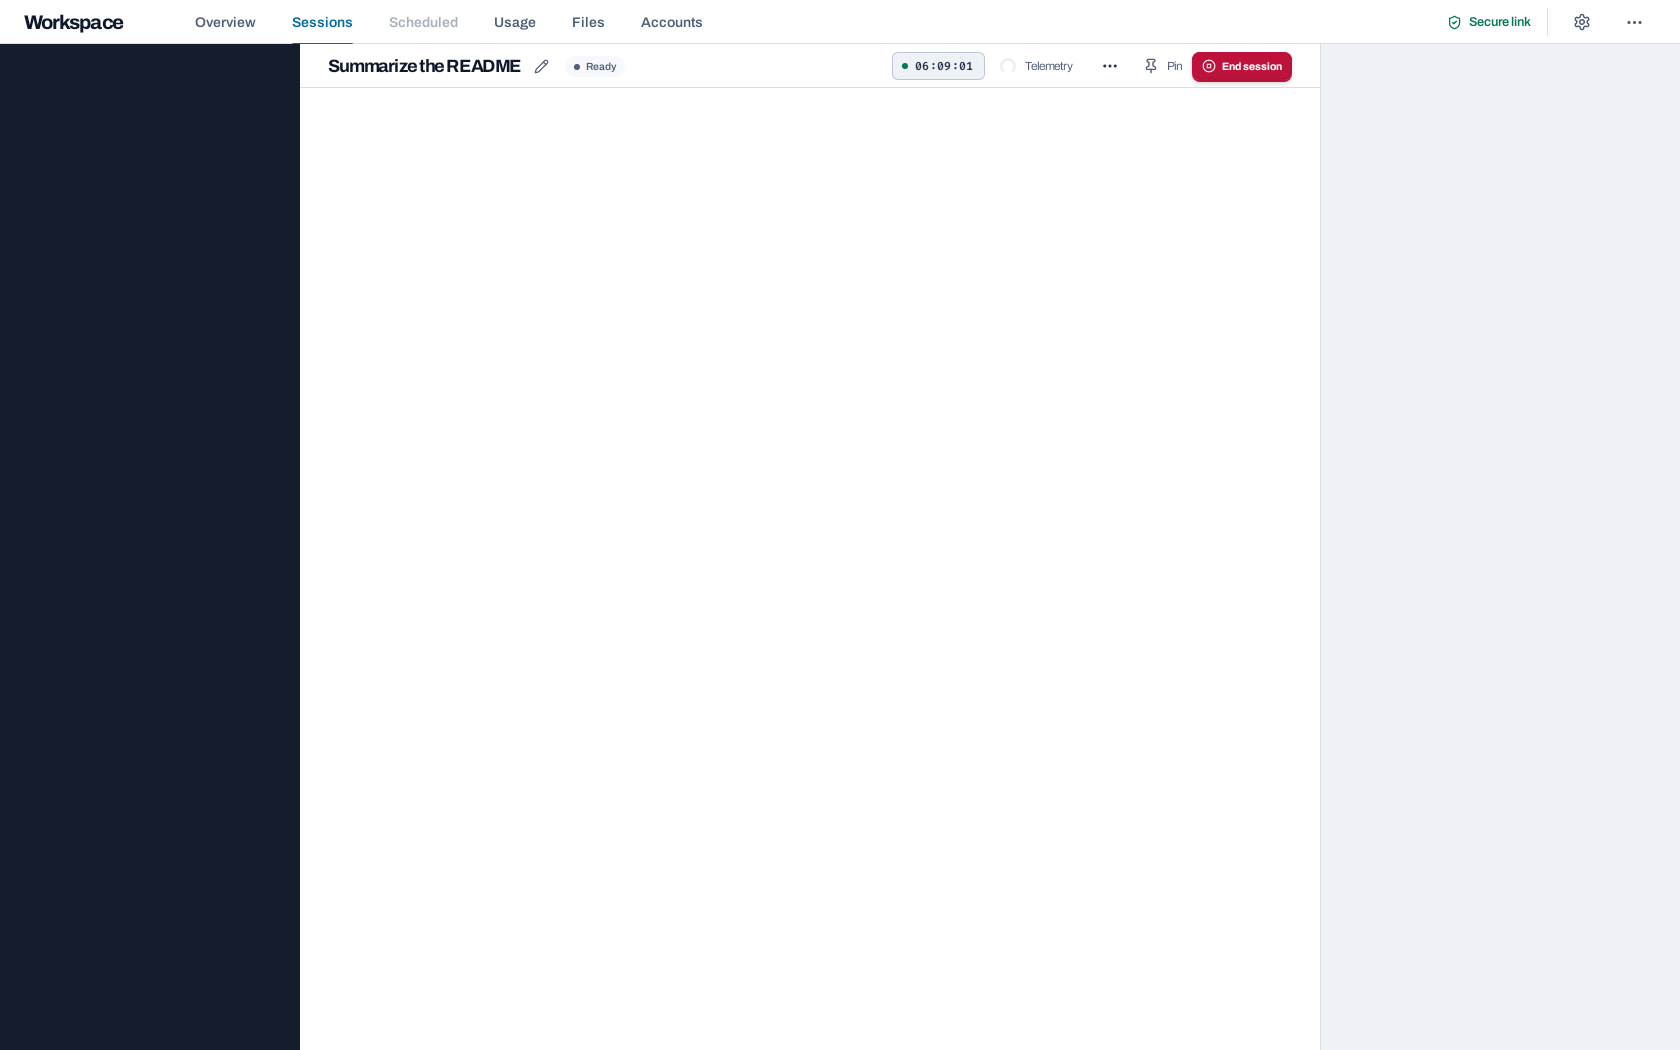 Workspace Overview Sessions Scheduled Usage Files Accounts Secure link
Summarize the README Ready 06:09:01 Telemetry Pin End session